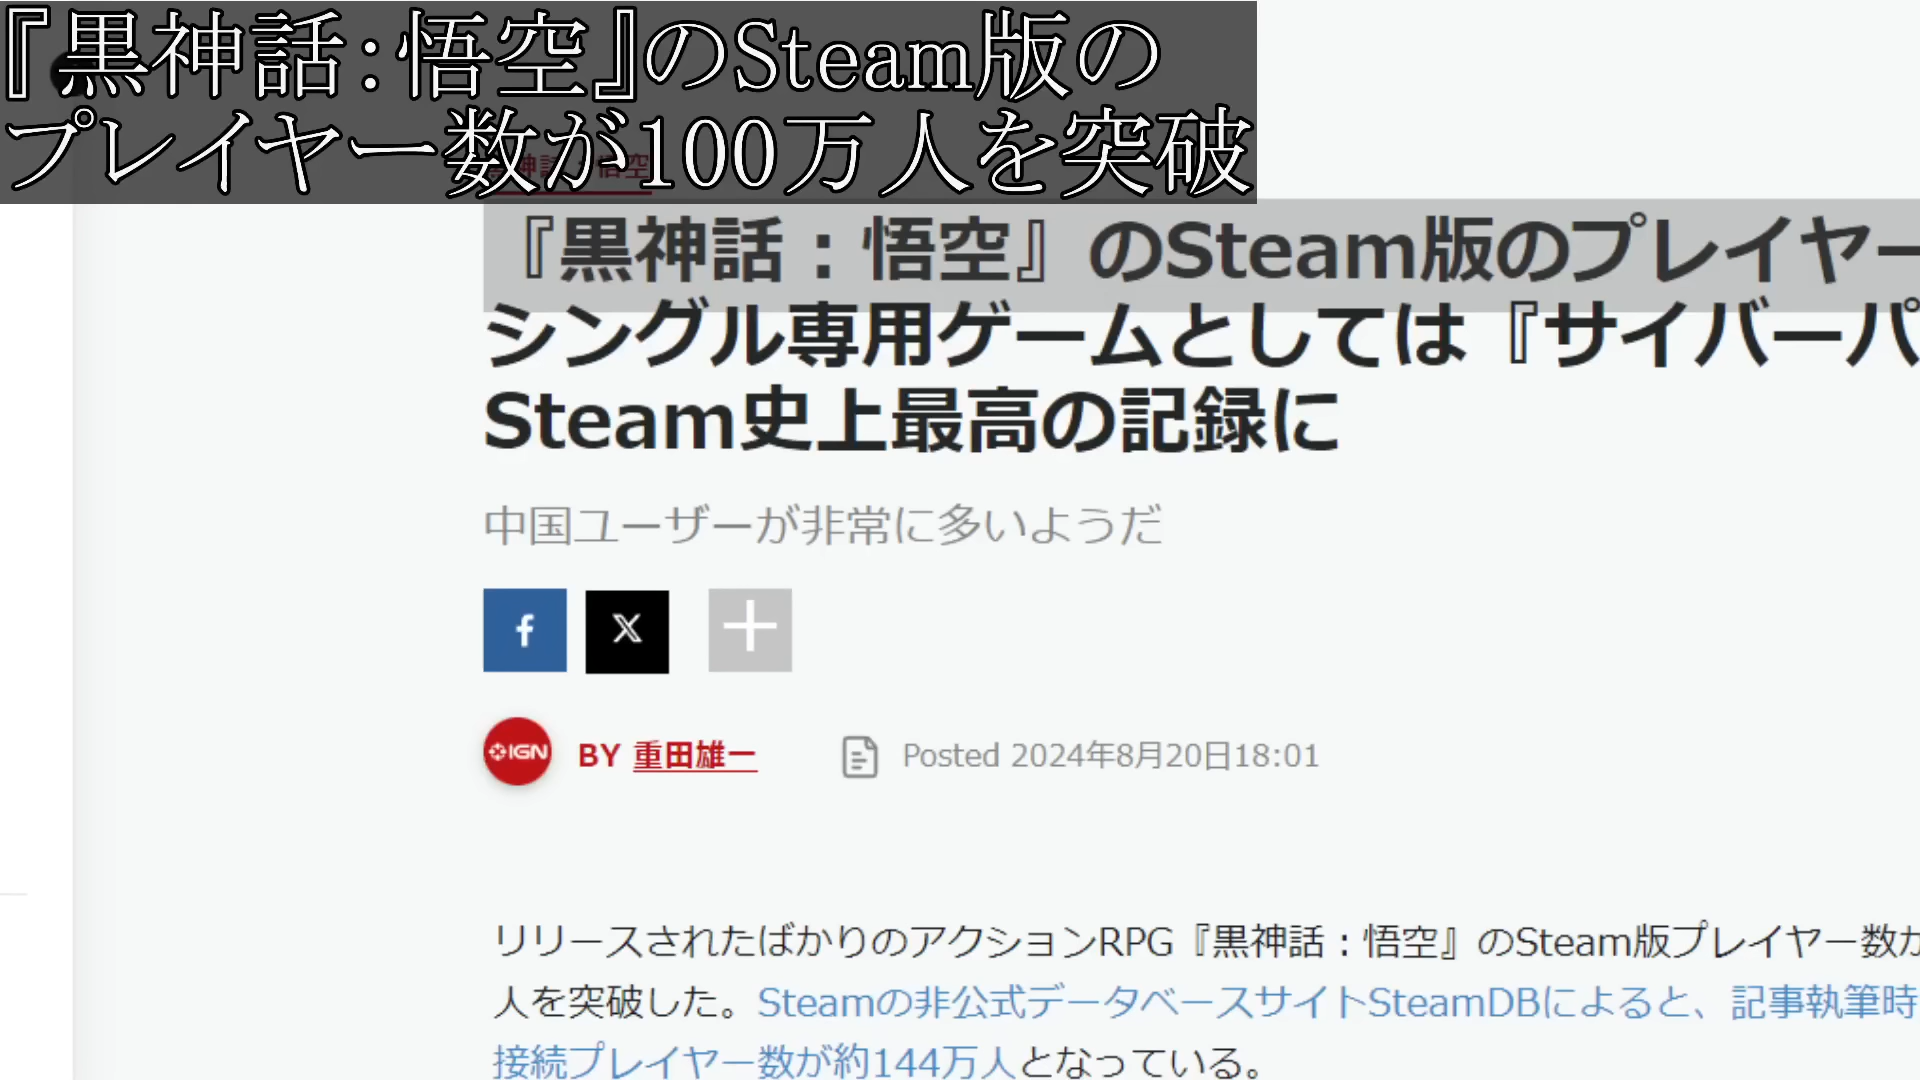 『黒神話：悟空』のSteam版の
プレイヤー数が100万人を突破
『黒神話：悟空』のSteam版のプレイヤー
シングル専用ゲームとしては『サイバーパ
Steam史上最高の記録に
中国ユーザーが非常に多いようだ
IGN BY 重田雄一 Posted 2024年8月20日18:01
リリースされたばかりのアクションRPG『黒神話：悟空』のSteam版プレイヤー数が
人を突破した。Steamの非公式データベースサイトSteamDBによると、記事執筆時
接続プレイヤー数が約144万人となっている。